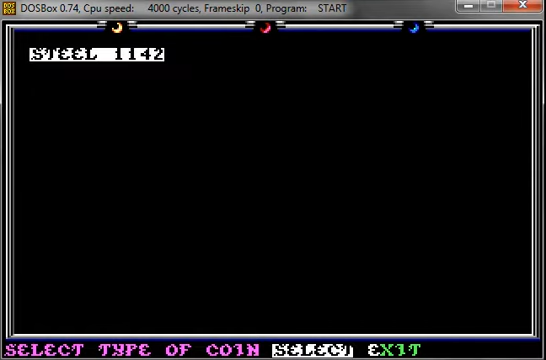 DOSBox 0.74, Cpu speed: 4000 cycles, Frameskip 0, Program: START
STEEL 1142
SELECT TYPE OF COIN SELECT EXIT